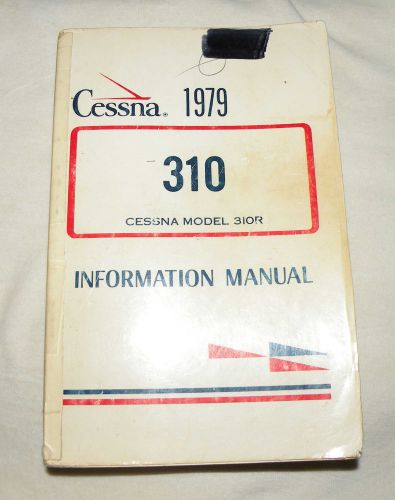 Cessna® 1979
310
CESSNA MODEL 310R
INFORMATION MANUAL